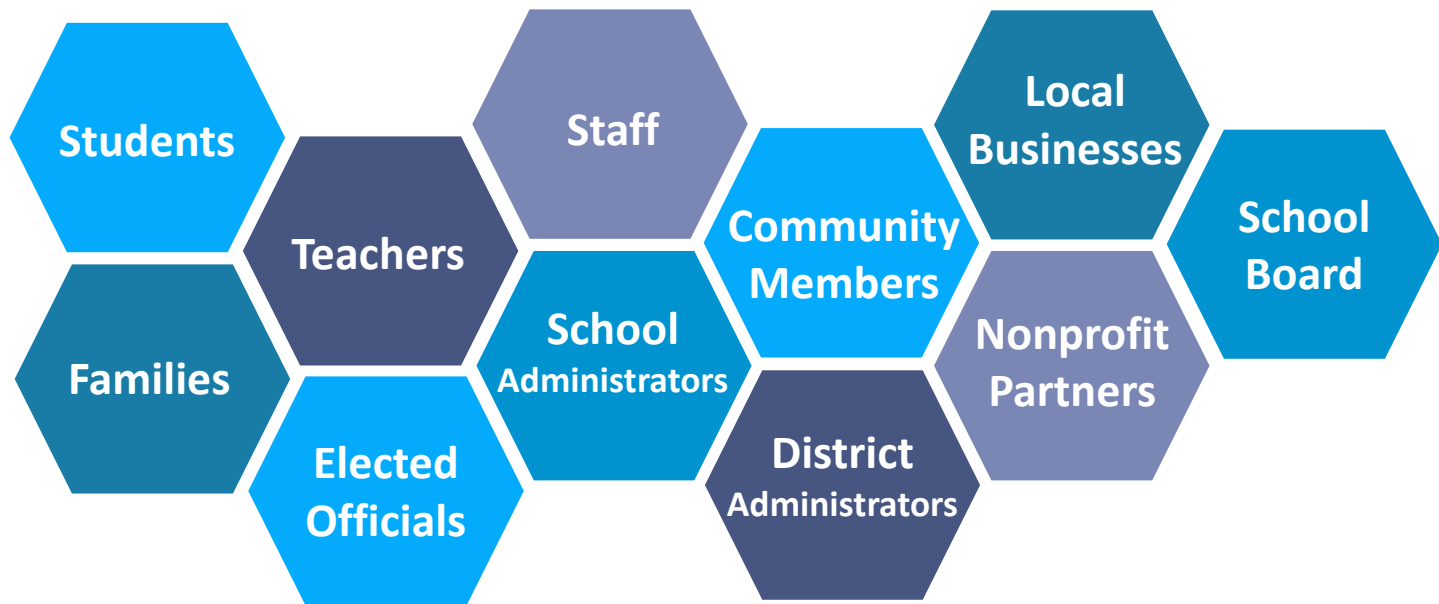 Students
Families
Teachers
Elected
Officials
Staff
School
Administrators
Community
Members
District
Administrators
Local
Businesses
Nonprofit
Partners
School
Board